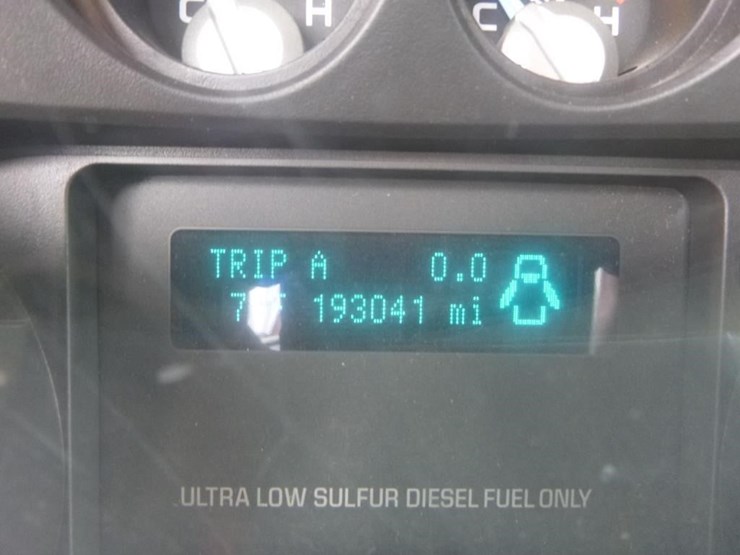 C H C H
TRIP A 0.0
193041 mi
ULTRA LOW SULFUR DIESEL FUEL ONLY